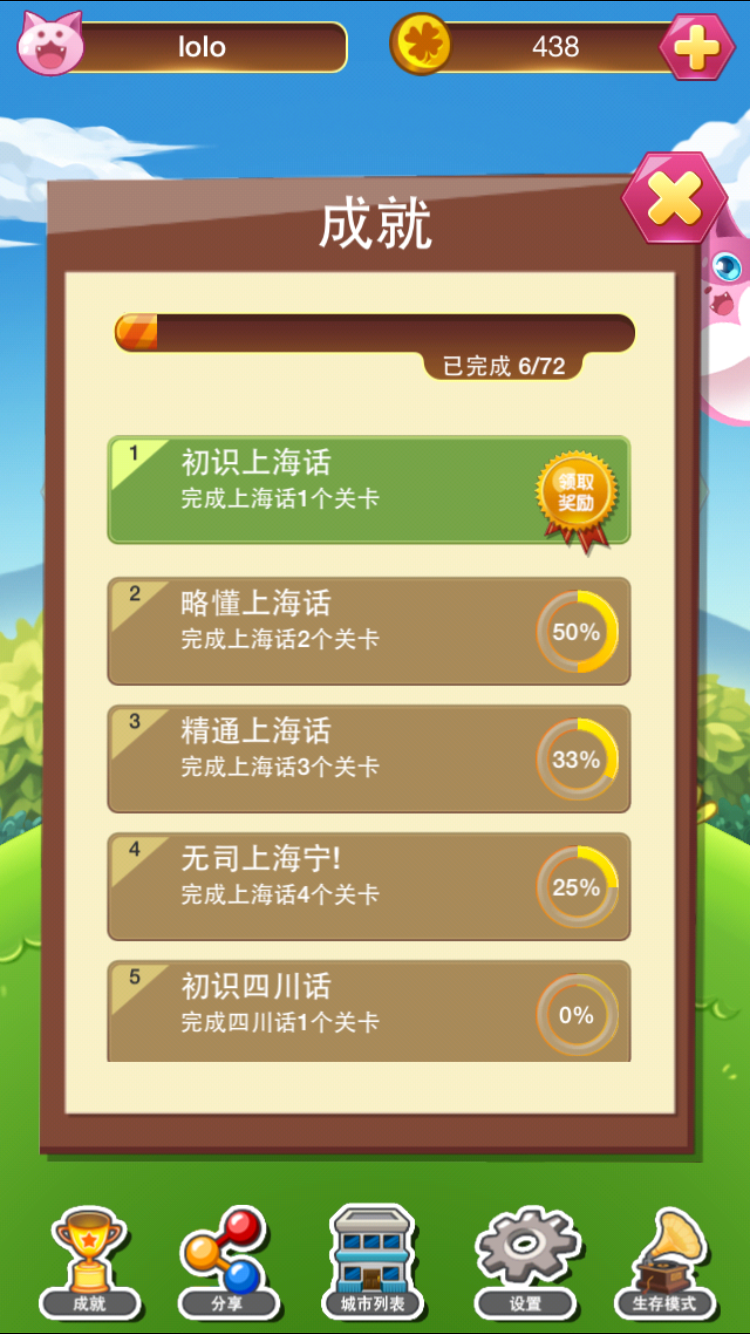 lolo
438
成就
已完成 6/72
1
初识上海话
完成上海话1个关卡
领取
奖励
2
略懂上海话
完成上海话2个关卡
50%
3
精通上海话
完成上海话3个关卡
33%
4
无司上海宁!
完成上海话4个关卡
25%
5
初识四川话
完成四川话1个关卡
0%
成就
分享
城市列表
设置
生存模式